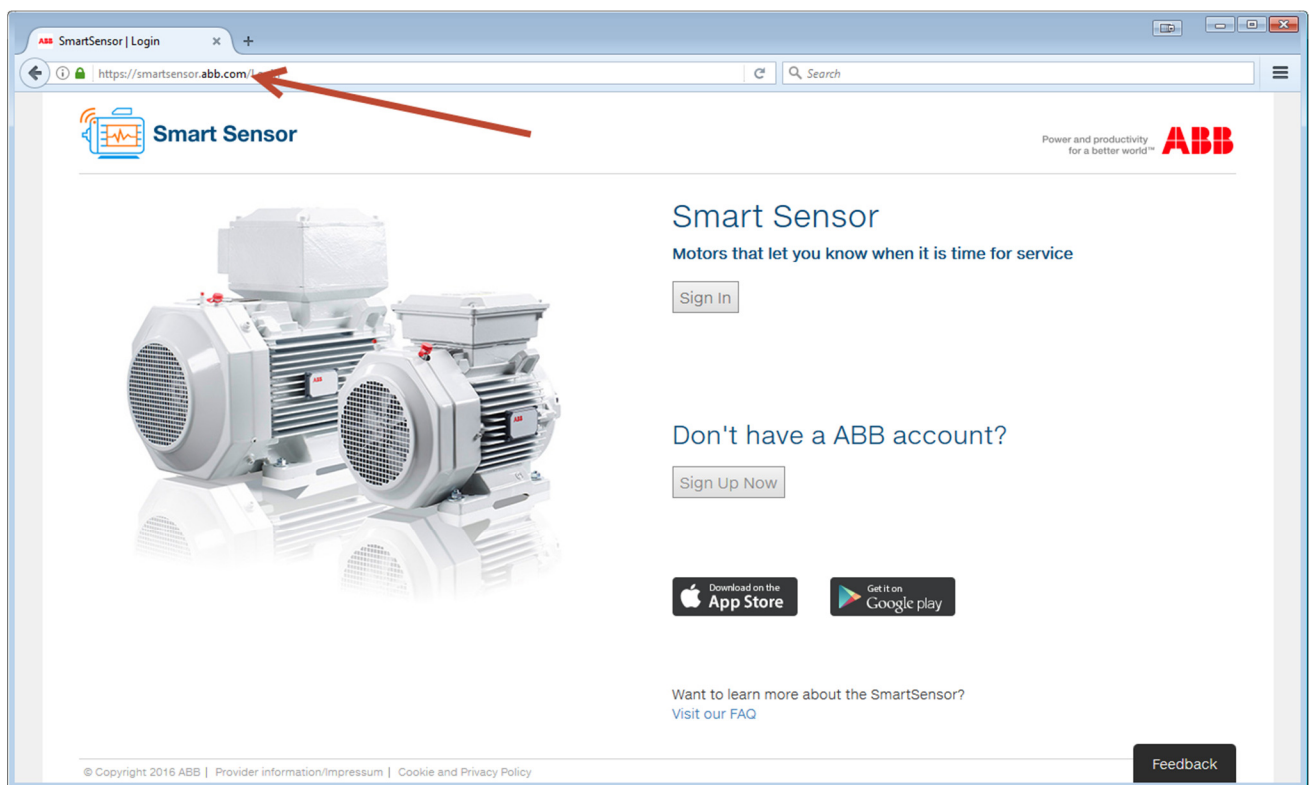 ABB SmartSensor | Login
https://smartsensor.abb.com/
Search
Smart Sensor
Power and productivity
for a better world™
ABB
Smart Sensor
Motors that let you know when it is time for service
Sign In
ABB
ABB
Don't have a ABB account?
Sign Up Now
Download on the
App Store
Get it on
Google play
Want to learn more about the SmartSensor?
Visit our FAQ
Feedback
© Copyright 2016 ABB | Provider information/Impressum | Cookie and Privacy Policy